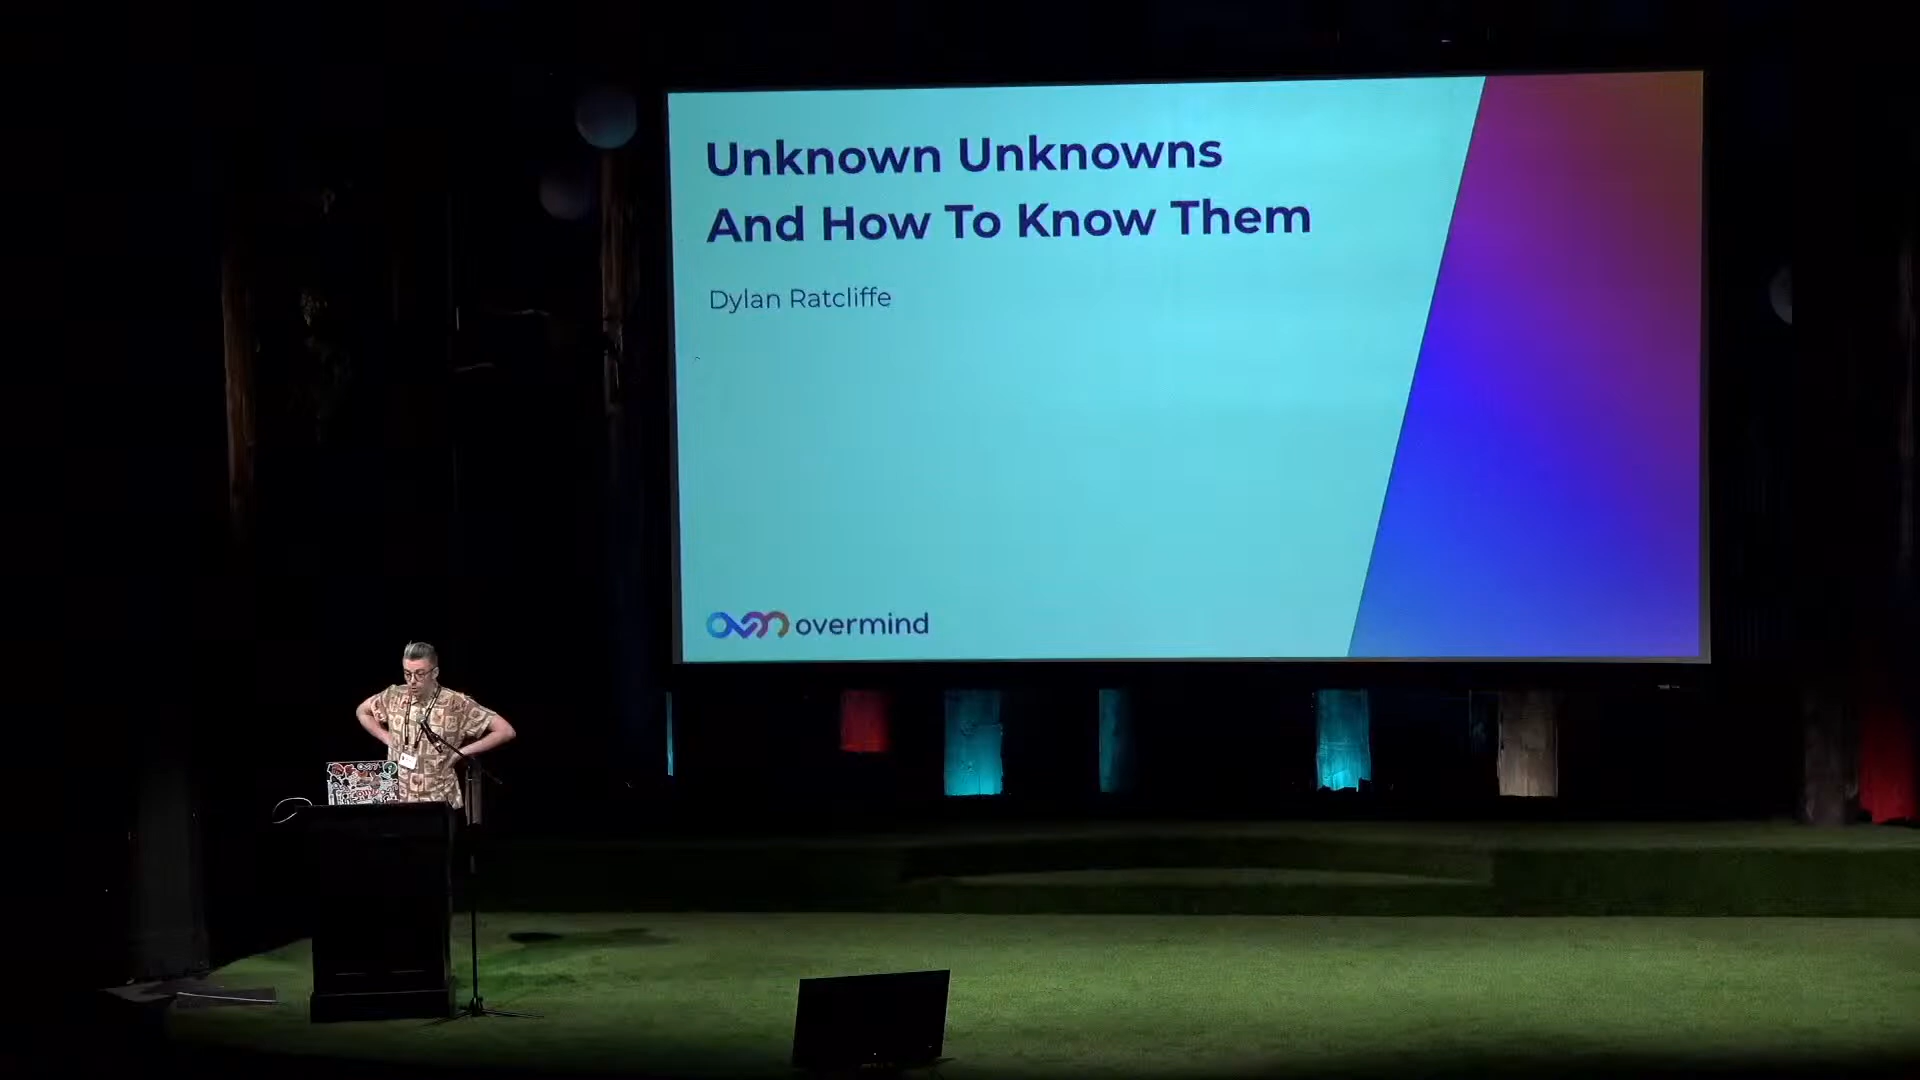 Unknown Unknowns
And How To Know Them
Dylan Ratcliffe
overmind